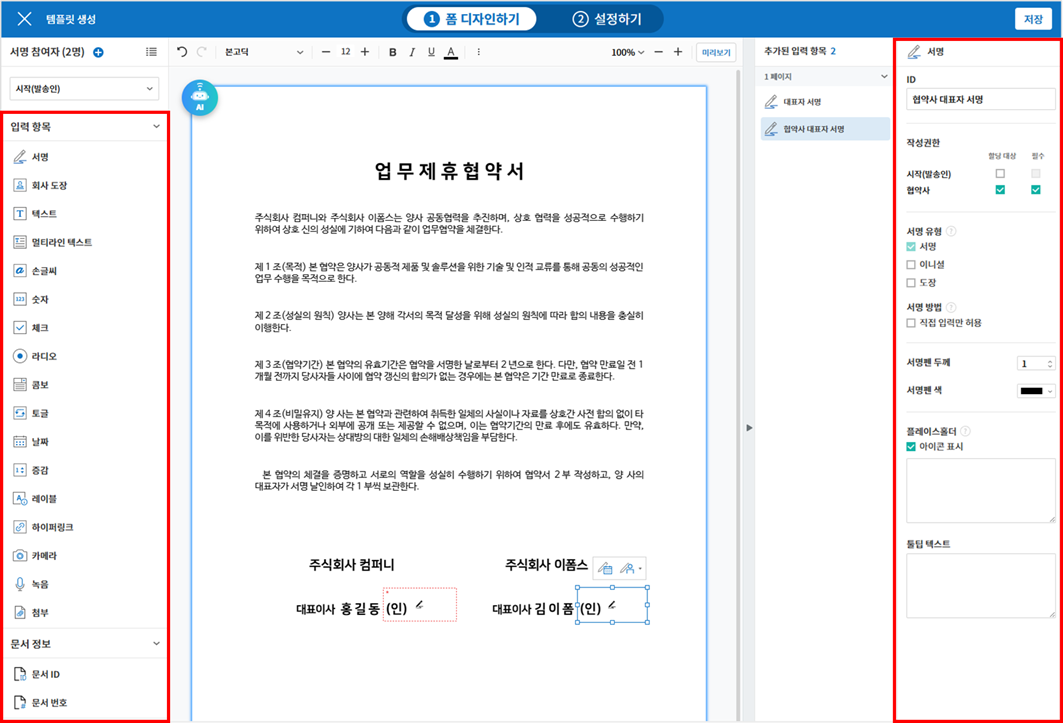 템플릿 생성
1 폼 디자인하기
2 설정하기
저장
서명 참여자 (2명)
시작(발송인)
입력 항목
서명
회사 도장
텍스트
멀티라인 텍스트
손글씨
숫자
체크
라디오
콤보
토글
날짜
증감
레이블
하이퍼링크
카메라
녹음
첨부
문서 정보
문서 ID
문서 번호
본고딕
12
B I U A
100%
미리보기
AI
업무제휴협약서
주식회사 컴퍼니와 주식회사 이폼스는 양사 공동협력을 추진하며, 상호 협력을 성공적으로 수행하기
위하여 상호 신의 성실에 기하여 다음과 같이 업무협약을 체결한다.
제 1 조(목적) 본 협약은 양사가 공동적 제품 및 솔루션을 위한 기술 및 인적 교류를 통해 공동의 성공적인
업무 수행을 목적으로 한다.
제 2 조(성실의 원칙) 양사는 본 양해 각서의 목적 달성을 위해 성실의 원칙에 따라 합의 내용을 충실히
이행한다.
제 3 조(협약기간) 본 협약의 유효기간은 협약을 서명한 날로부터 2 년으로 한다. 다만, 협약 만료일 전 1
개월 전까지 당사자들 사이에 협약 갱신의 합의가 없는 경우에는 본 협약은 기간 만료로 종료한다.
제 4 조(비밀유지) 양 사는 본 협약과 관련하여 취득한 일체의 사실이나 자료를 상호간 사전 합의 없이 타
목적에 사용하거나 외부에 공개 또는 제공할 수 없으며, 이는 협약기간의 만료 후에도 유효하다. 만약,
이를 위반한 당사자는 상대방의 대한 일체의 손해배상책임을 부담한다.
본 협약의 체결을 증명하고 서로의 역할을 성실히 수행하기 위하여 협약서 2 부 작성하고, 양 사의
대표자가 서명 날인하여 각 1 부씩 보관한다.
주식회사 컴퍼니
주식회사 이폼스
대표이사 홍 길 동 (인)
대표이사 김 이 폼 (인)
추가된 입력 항목 2
1 페이지
대표자 서명
협약사 대표자 서명
서명
ID
협약사 대표자 서명
작성권한
할당 대상 필수
시작(발송인)
협약사
서명 유형 ?
서명
이니셜
도장
서명 방법 ?
직접 입력만 허용
서명펜 두께 1
서명펜 색
플레이스홀더 ?
아이콘 표시
툴팁 텍스트